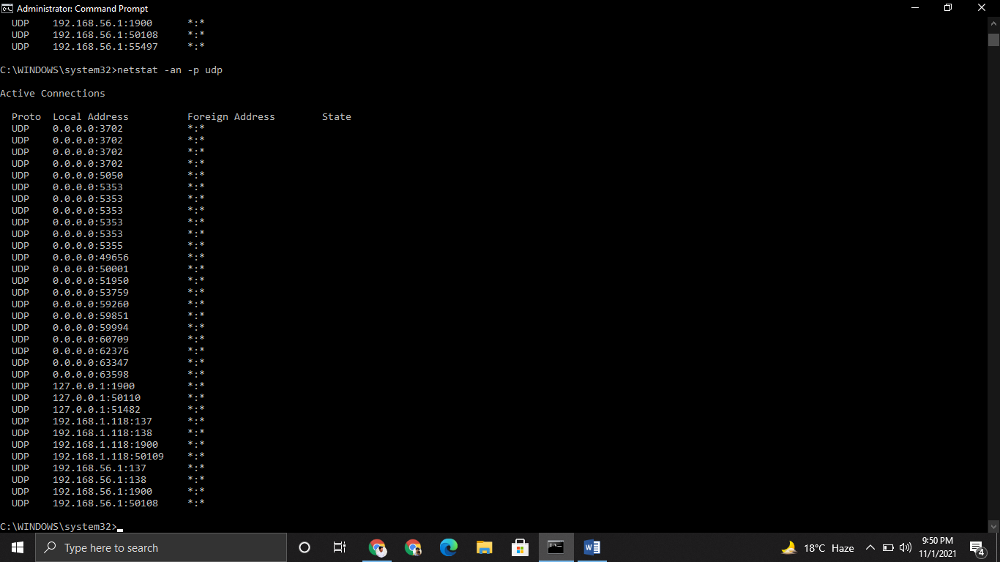 Administrator: Command Prompt
UDP 192.168.56.1:1900 *:*
UDP 192.168.56.1:50108 *:*
UDP 192.168.56.1:55497 *:*
C:\WINDOWS\system32>netstat -an -p udp
Active Connections
Proto Local Address Foreign Address State
UDP 0.0.0.0:3702 *:*
UDP 0.0.0.0:3702 *:*
UDP 0.0.0.0:3702 *:*
UDP 0.0.0.0:3702 *:*
UDP 0.0.0.0:5050 *:*
UDP 0.0.0.0:5353 *:*
UDP 0.0.0.0:5353 *:*
UDP 0.0.0.0:5353 *:*
UDP 0.0.0.0:5353 *:*
UDP 0.0.0.0:5353 *:*
UDP 0.0.0.0:5355 *:*
UDP 0.0.0.0:49656 *:*
UDP 0.0.0.0:50001 *:*
UDP 0.0.0.0:51950 *:*
UDP 0.0.0.0:53759 *:*
UDP 0.0.0.0:59260 *:*
UDP 0.0.0.0:59851 *:*
UDP 0.0.0.0:59994 *:*
UDP 0.0.0.0:60709 *:*
UDP 0.0.0.0:62376 *:*
UDP 0.0.0.0:63347 *:*
UDP 0.0.0.0:63598 *:*
UDP 127.0.0.1:1900 *:*
UDP 127.0.0.1:50110 *:*
UDP 127.0.0.1:51482 *:*
UDP 192.168.1.118:137 *:*
UDP 192.168.1.118:138 *:*
UDP 192.168.1.118:1900 *:*
UDP 192.168.1.118:50109 *:*
UDP 192.168.56.1:137 *:*
UDP 192.168.56.1:138 *:*
UDP 192.168.56.1:1900 *:*
UDP 192.168.56.1:50108 *:*
C:\WINDOWS\system32>
Type here to search
18°C Haze
9:50 PM
11/1/2021
4